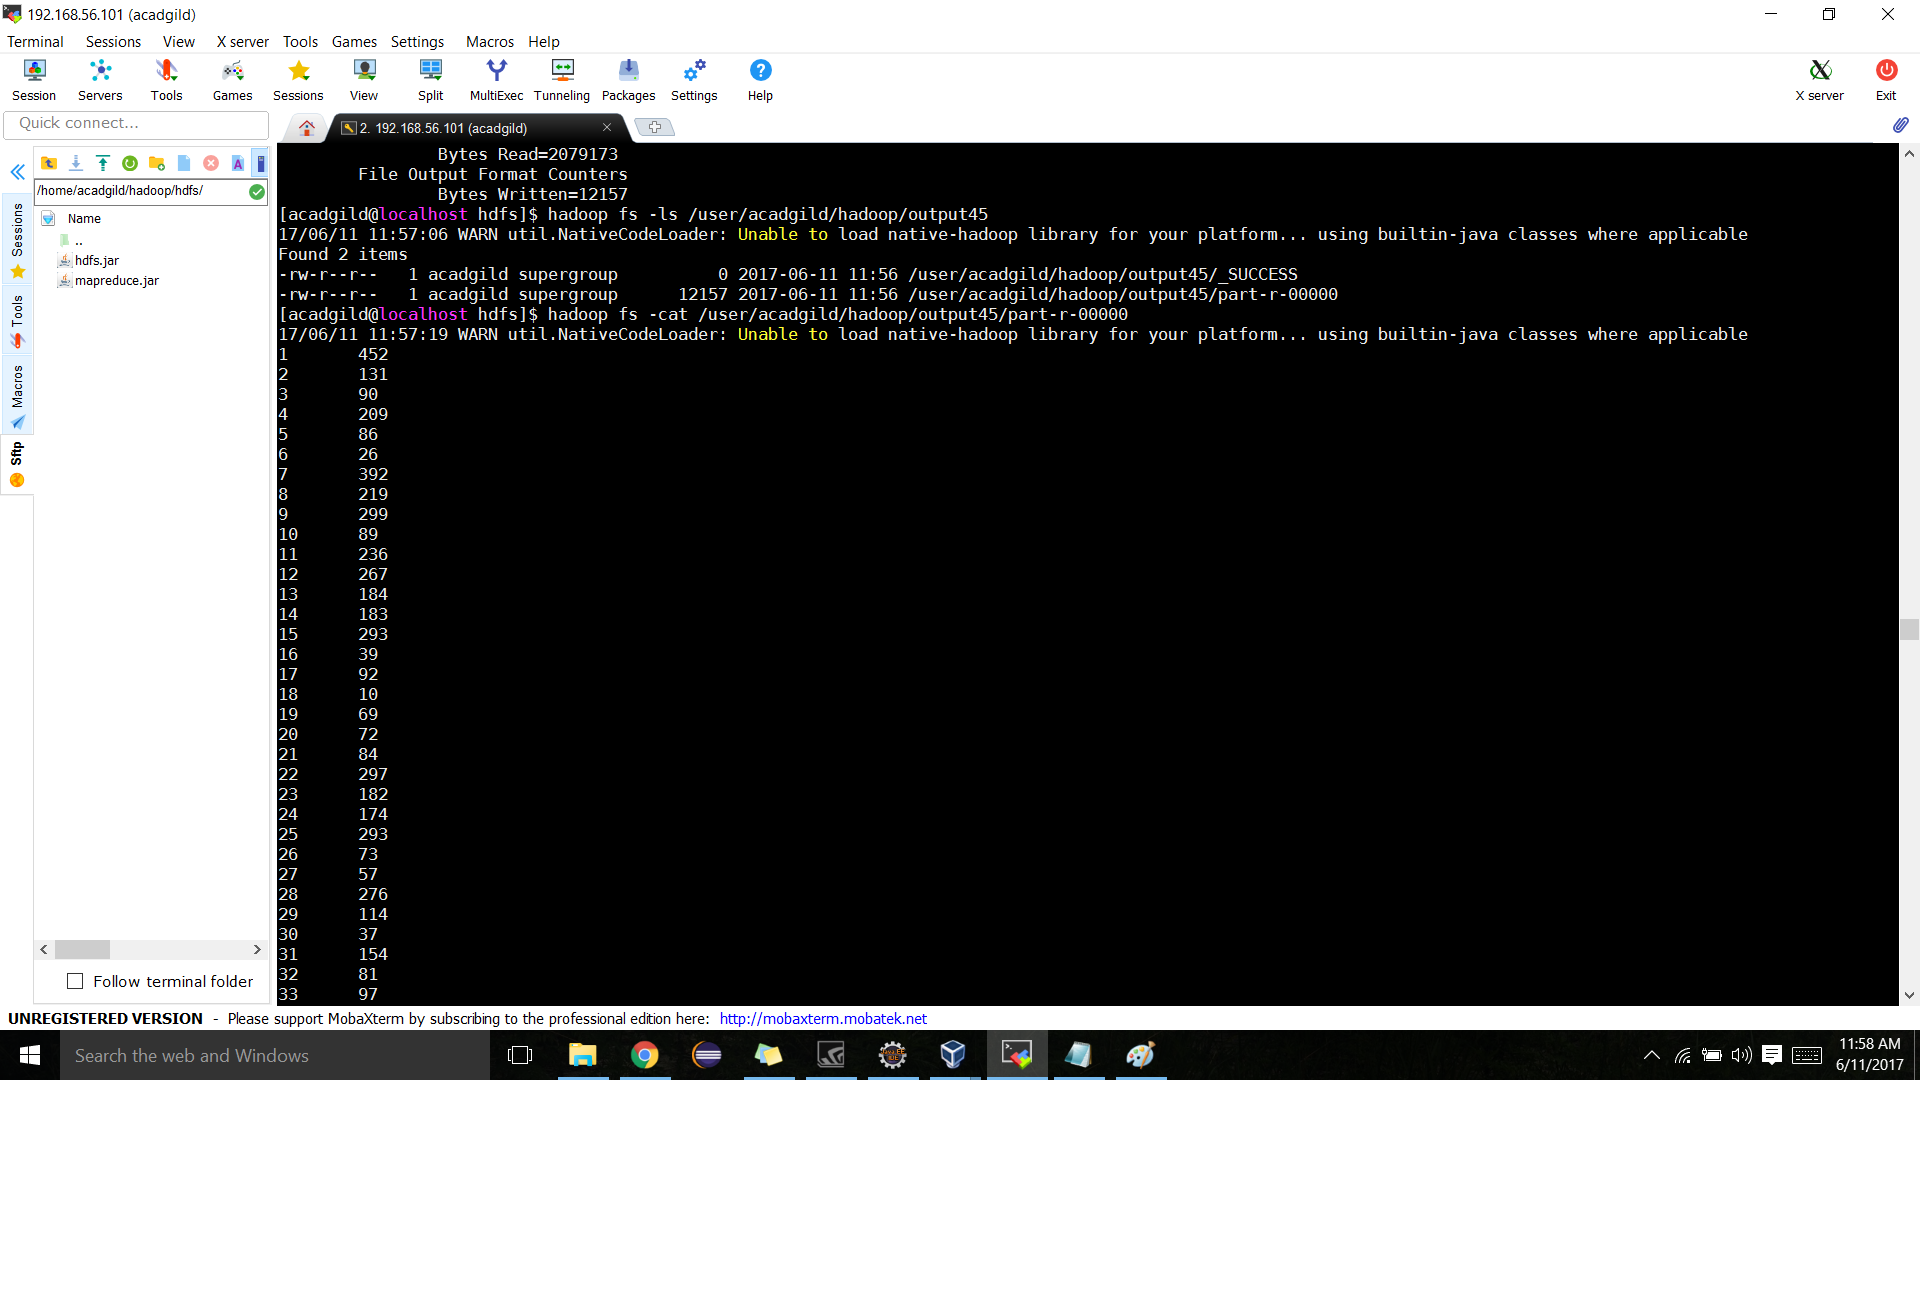 192.168.56.101 (acadgild)
Terminal Sessions View X server Tools Games Settings Macros Help
Session Servers Tools Games Sessions View Split MultiExec Tunneling Packages Settings Help X server Exit
Quick connect...
2. 192.168.56.101 (acadgild)
/home/acadgild/hadoop/hdfs/
Name
..
hdfs.jar
mapreduce.jar
Sessions
Tools
Macros
Sftp
Follow terminal folder
Bytes Read=2079173
File Output Format Counters
Bytes Written=12157
[acadgild@localhost hdfs]$ hadoop fs -ls /user/acadgild/hadoop/output45
17/06/11 11:57:06 WARN util.NativeCodeLoader: Unable to load native-hadoop library for your platform... using builtin-java classes where applicable
Found 2 items
-rw-r--r-- 1 acadgild supergroup 0 2017-06-11 11:56 /user/acadgild/hadoop/output45/_SUCCESS
-rw-r--r-- 1 acadgild supergroup 12157 2017-06-11 11:56 /user/acadgild/hadoop/output45/part-r-00000
[acadgild@localhost hdfs]$ hadoop fs -cat /user/acadgild/hadoop/output45/part-r-00000
17/06/11 11:57:19 WARN util.NativeCodeLoader: Unable to load native-hadoop library for your platform... using builtin-java classes where applicable
1 452
2 131
3 90
4 209
5 86
6 26
7 392
8 219
9 299
10 89
11 236
12 267
13 184
14 183
15 293
16 39
17 92
18 10
19 69
20 72
21 84
22 297
23 182
24 174
25 293
26 73
27 57
28 276
29 114
30 37
31 154
32 81
33 97
UNREGISTERED VERSION - Please support MobaXterm by subscribing to the professional edition here: http://mobaxterm.mobatek.net
Search the web and Windows
11:58 AM
6/11/2017